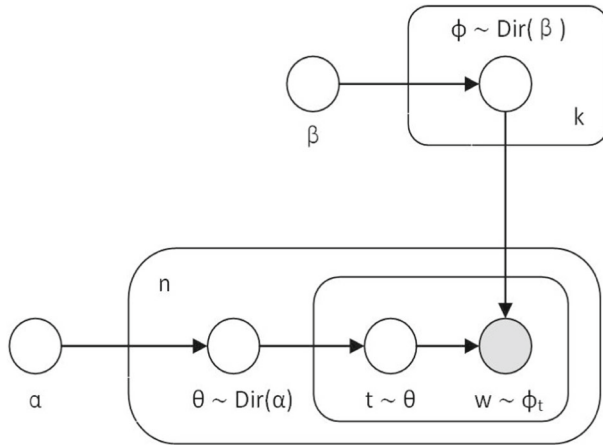 ϕ ~ Dir( β )
β
k
n
α
θ ~ Dir(α)
t ~ θ
w ~ ϕₜ